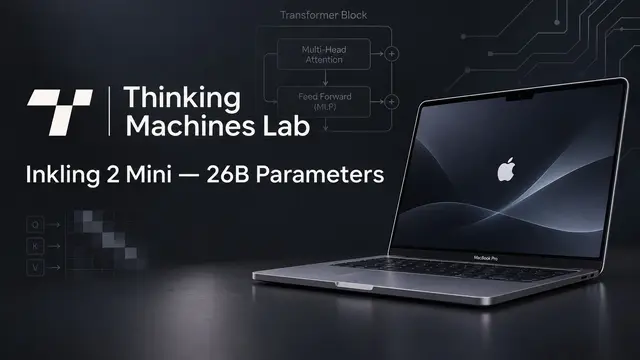 Transformer Block
Multi-Head
Attention
Feed Forward
(MLP)
Thinking
Machines Lab
Inkling 2 Mini — 26B Parameters
Q
K
V
MacBook Pro